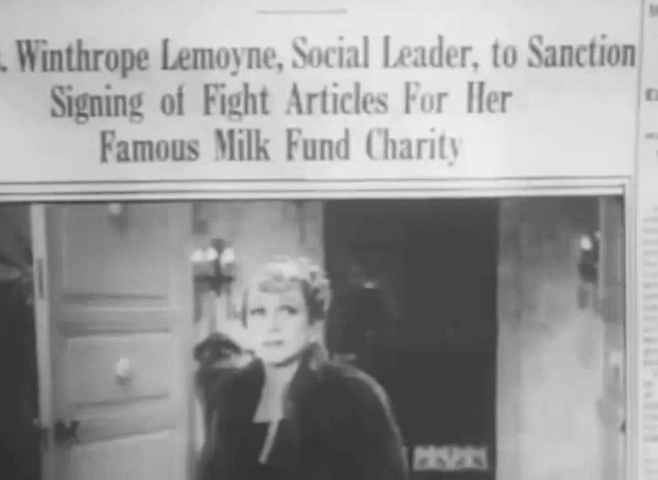 . Winthrope Lemoyne, Social Leader, to Sanction
Signing of Fight Articles For Her
Famous Milk Fund Charity